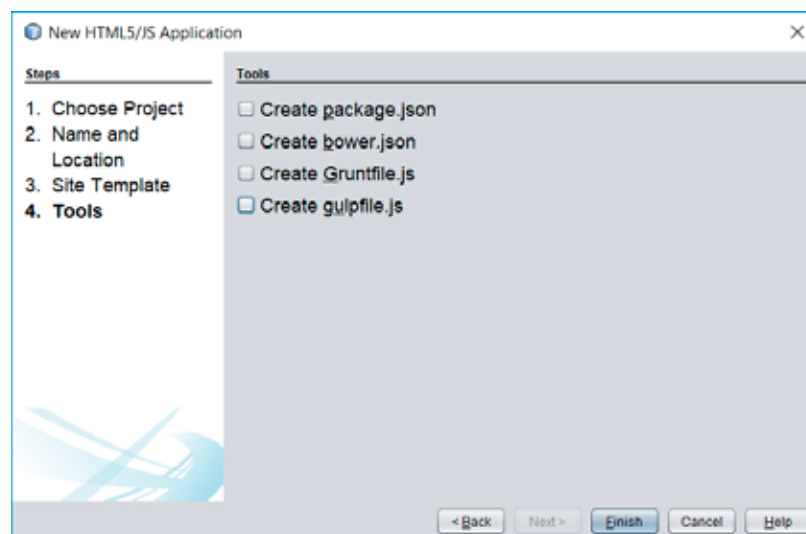 New HTML5/JS Application
Steps
1. Choose Project
2. Name and
Location
3. Site Template
4. Tools
Tools
Create package.json
Create bower.json
Create Gruntfile.js
Create gulpfile.js
< Back
Next >
Finish
Cancel
Help